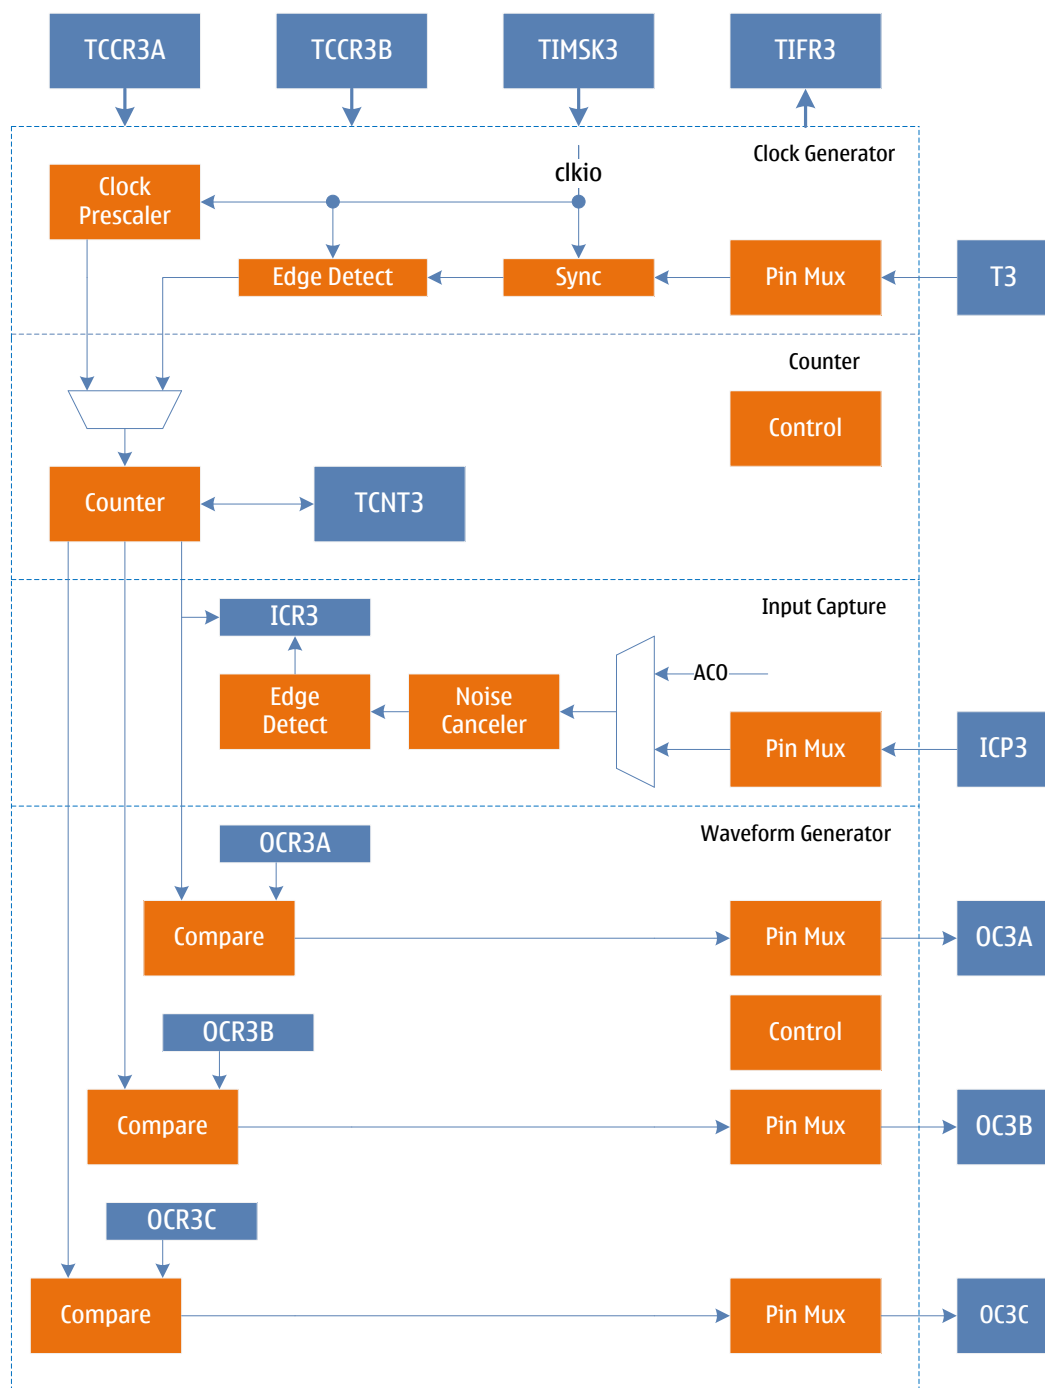 TCCR3A
TCCR3B
TIMSK3
TIFR3
Clock Generator
clkio
Clock
Prescaler
Edge Detect
Sync
Pin Mux
T3
Counter
Control
Counter
TCNT3
Input Capture
ICR3
ACO
Edge
Detect
Noise
Canceler
Pin Mux
ICP3
Waveform Generator
OCR3A
Compare
Pin Mux
OC3A
OCR3B
Control
Compare
Pin Mux
OC3B
OCR3C
Compare
Pin Mux
OC3C